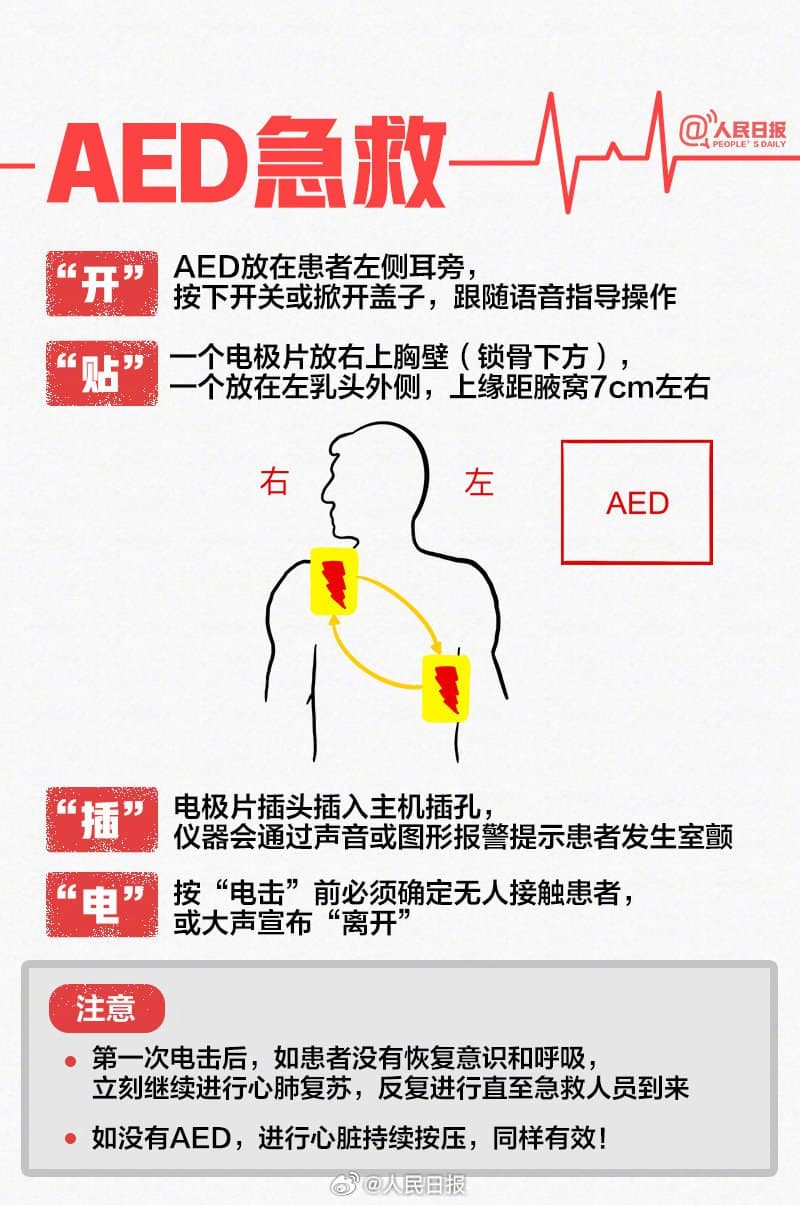 AED急救
@人民日报
PEOPLE'S DAILY
“开”
AED放在患者左侧耳旁，
按下开关或掀开盖子，跟随语音指导操作
“贴”
一个电极片放右上胸壁（锁骨下方），
一个放在左乳头外侧，上缘距腋窝7cm左右
右
左
AED
“插”
电极片插头插入主机插孔，
仪器会通过声音或图形报警提示患者发生室颤
“电”
按“电击”前必须确定无人接触患者，
或大声宣布“离开”
注意
第一次电击后，如患者没有恢复意识和呼吸，
立刻继续进行心肺复苏，反复进行直至急救人员到来
如没有AED，进行心脏持续按压，同样有效！
@人民日报